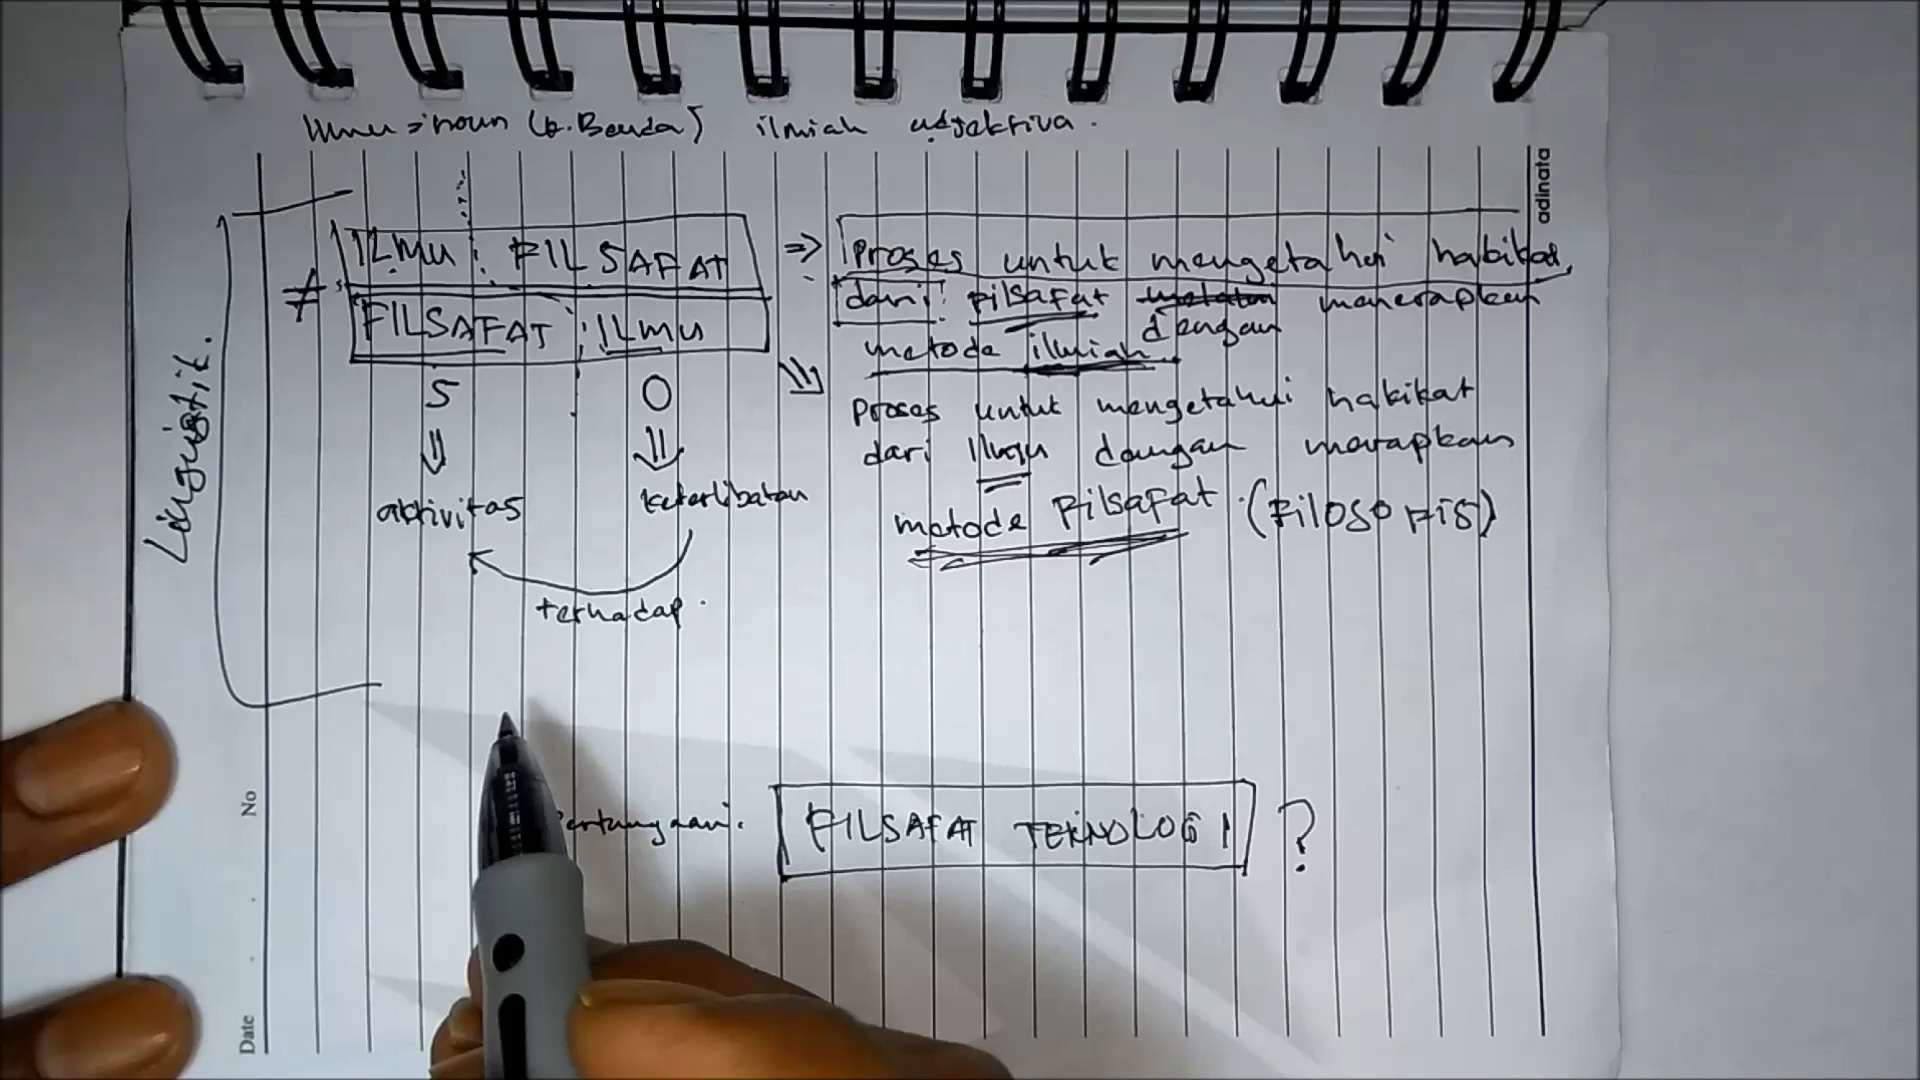 Ilmu => noun (k. Benda) ilmiah adjektiva.
adinata
Linguistik.
≠ ILMU : FILSAFAT => Proses untuk mengetahui hakikat
dari : Filsafat dengan menerapkan
metode ilmiah
FILSAFAT : ILMU
S O
aktivitas keterlibatan
terhadap.
Proses untuk mengetahui hakikat
dari Ilmu dengan merapkan
metode Filsafat. (Filosofis)
Pertanyaan: FILSAFAT TEKNOLOGI ?
No
Date